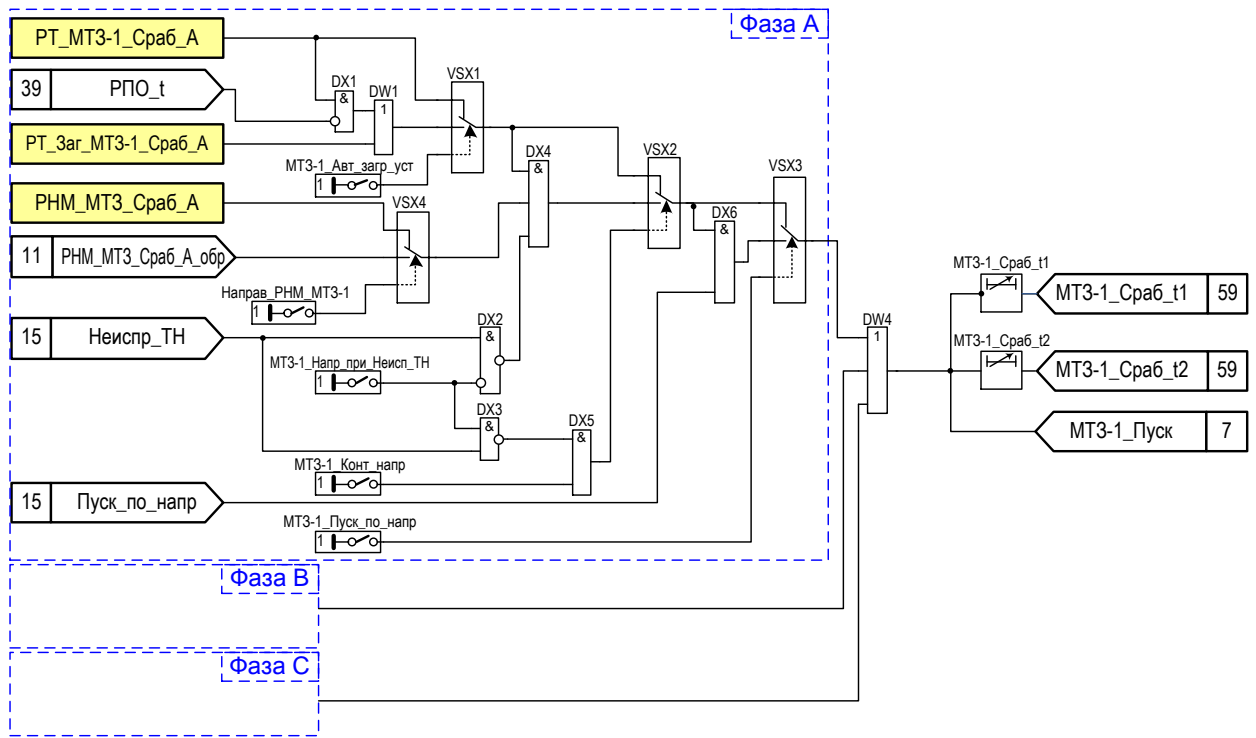 Фаза A
РТ_МТЗ-1_Сраб_А
39 РПО_t
РТ_Заг_МТЗ-1_Сраб_А
РНМ_МТЗ_Сраб_А
11 РНМ_МТЗ_Сраб_А_обр
15 Неиспр_ТН
15 Пуск_по_напр
DX1
&
DW1
1
VSX1
МТЗ-1_Авт_загр_уст
1
VSX4
Направ_РНМ_МТЗ-1
1
DX4
&
DX2
&
МТЗ-1_Напр_при_Неисп_ТН
1
DX3
&
DX5
&
МТЗ-1_Конт_напр
1
МТЗ-1_Пуск_по_напр
1
VSX2
DX6
&
VSX3
DW4
1
МТЗ-1_Сраб_t1
МТЗ-1_Сраб_t1 59
МТЗ-1_Сраб_t2
МТЗ-1_Сраб_t2 59
МТЗ-1_Пуск 7
Фаза B
Фаза C